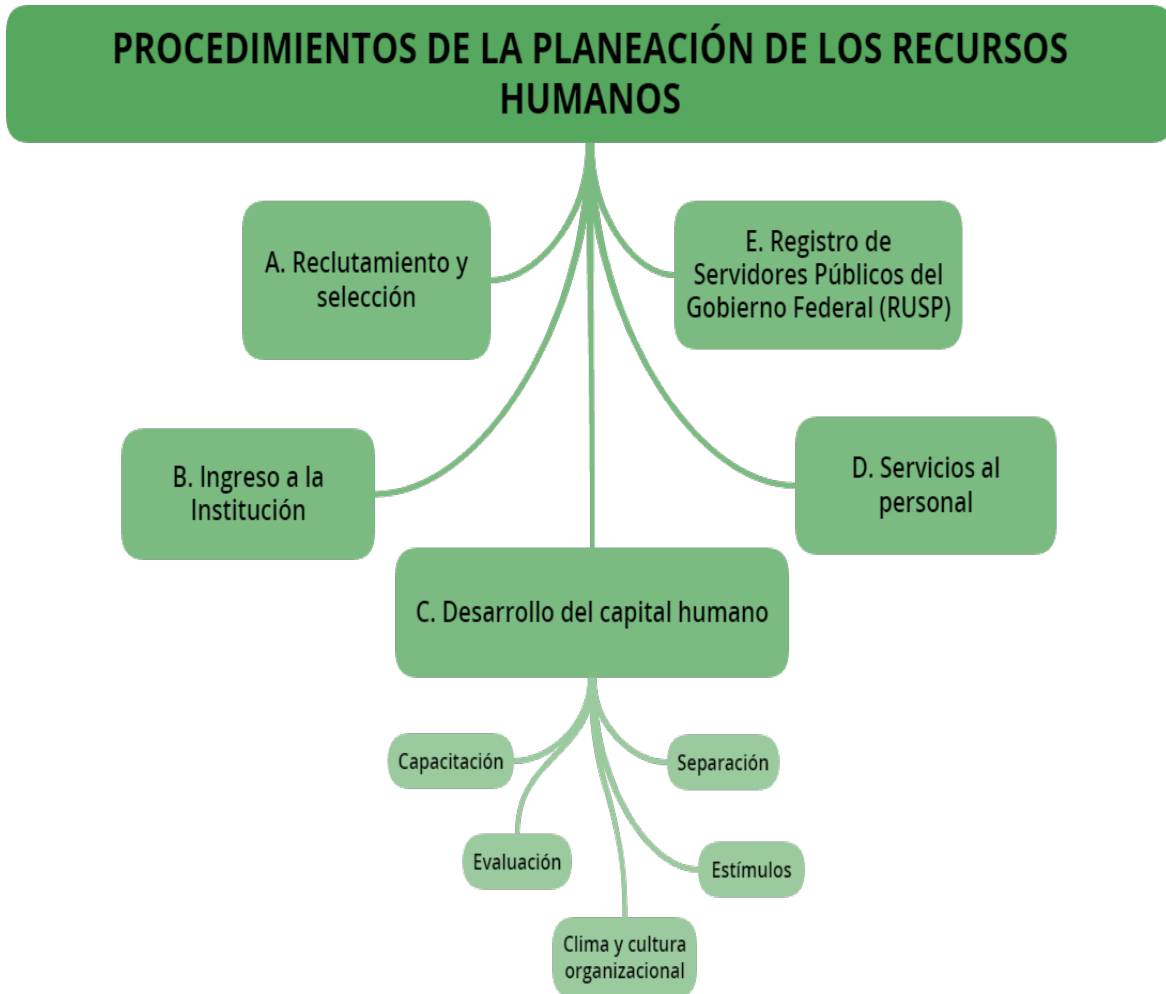 PROCEDIMIENTOS DE LA PLANEACIÓN DE LOS RECURSOS
HUMANOS
A. Reclutamiento y
selección
E. Registro de
Servidores Públicos del
Gobierno Federal (RUSP)
B. Ingreso a la
Institución
D. Servicios al
personal
C. Desarrollo del capital humano
Capacitación
Separación
Evaluación
Estímulos
Clima y cultura
organizacional